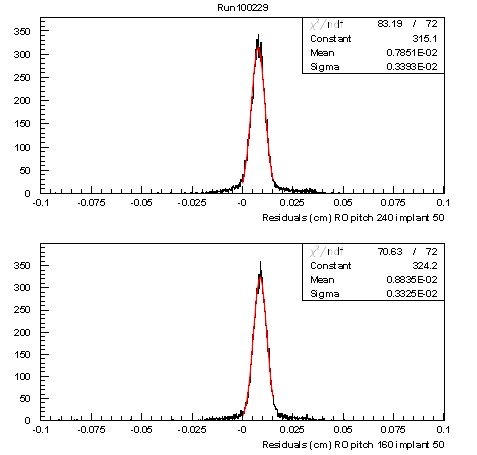 Run100229
χ²/ndf 83.19 / 72
Constant 315.1
Mean 0.7851E-02
Sigma 0.3393E-02
350
300
250
200
150
100
50
0
-0.1 -0.075 -0.05 -0.025 -0 0.025 0.05 0.075 0.1
Residuals (cm) RO pitch 240 implant 50
χ²/ndf 70.63 / 72
Constant 324.2
Mean 0.8835E-02
Sigma 0.3325E-02
350
300
250
200
150
100
50
0
-0.1 -0.075 -0.05 -0.025 -0 0.025 0.05 0.075 0.1
Residuals (cm) RO pitch 160 implant 50